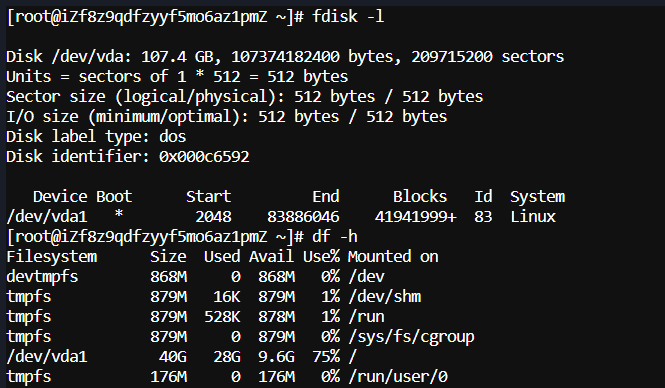 [root@iZf8z9qdfzyyf5mo6az1pmZ ~]# fdisk -l
Disk /dev/vda: 107.4 GB, 107374182400 bytes, 209715200 sectors
Units = sectors of 1 * 512 = 512 bytes
Sector size (logical/physical): 512 bytes / 512 bytes
I/O size (minimum/optimal): 512 bytes / 512 bytes
Disk label type: dos
Disk identifier: 0x000c6592
Device Boot Start End Blocks Id System
/dev/vda1 * 2048 83886046 41941999+ 83 Linux
[root@iZf8z9qdfzyyf5mo6az1pmZ ~]# df -h
Filesystem Size Used Avail Use% Mounted on
devtmpfs 868M 0 868M 0% /dev
tmpfs 879M 16K 879M 1% /dev/shm
tmpfs 879M 528K 878M 1% /run
tmpfs 879M 0 879M 0% /sys/fs/cgroup
/dev/vda1 40G 28G 9.6G 75% /
tmpfs 176M 0 176M 0% /run/user/0